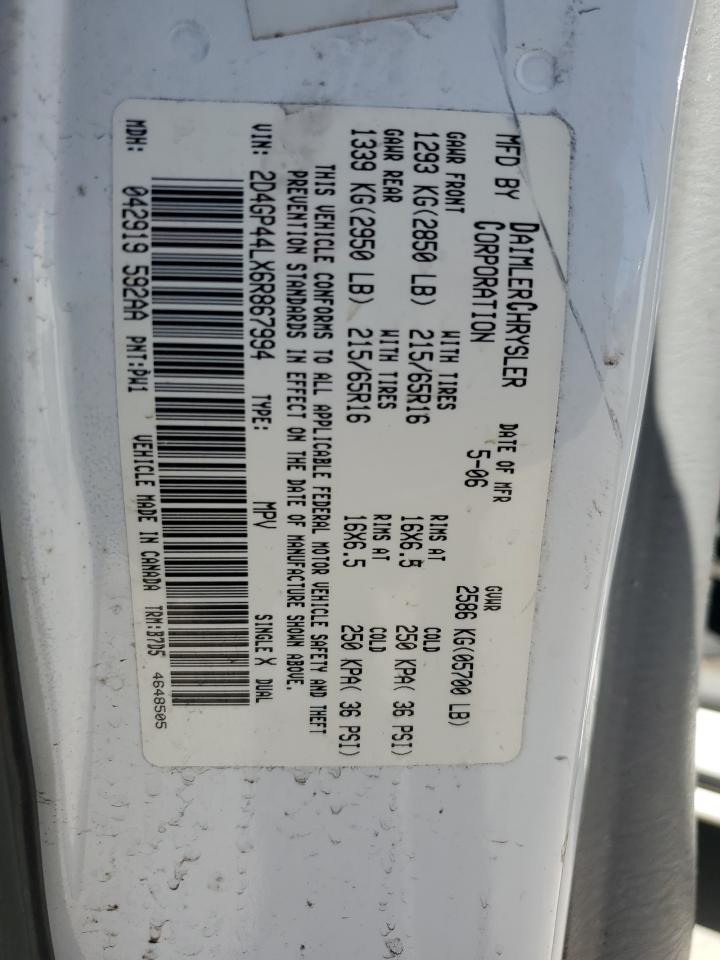 MFD BY DAIMLERCHRYSLER CORPORATION DATE OF MFR 5-06 GVWR 2586 KG(05700 LB)
GAWR FRONT WITH TIRES RIMS AT COLD
1293 KG(2850 LB) 215/65R16 16X6.5 250 KPA( 36 PSI)
GAWR REAR WITH TIRES RIMS AT COLD
1339 KG(2950 LB) 215/65R16 16X6.5 250 KPA( 36 PSI)
THIS VEHICLE CONFORMS TO ALL APPLICABLE FEDERAL MOTOR VEHICLE SAFETY AND THEFT
PREVENTION STANDARDS IN EFFECT ON THE DATE OF MANUFACTURE SHOWN ABOVE.
VIN: 2D4GP44LX6R867994 TYPE: MPV SINGLE X DUAL
MDH: 042919 592AA PNT:PW1 VEHICLE MADE IN CANADA TRM:B7D5 4648505